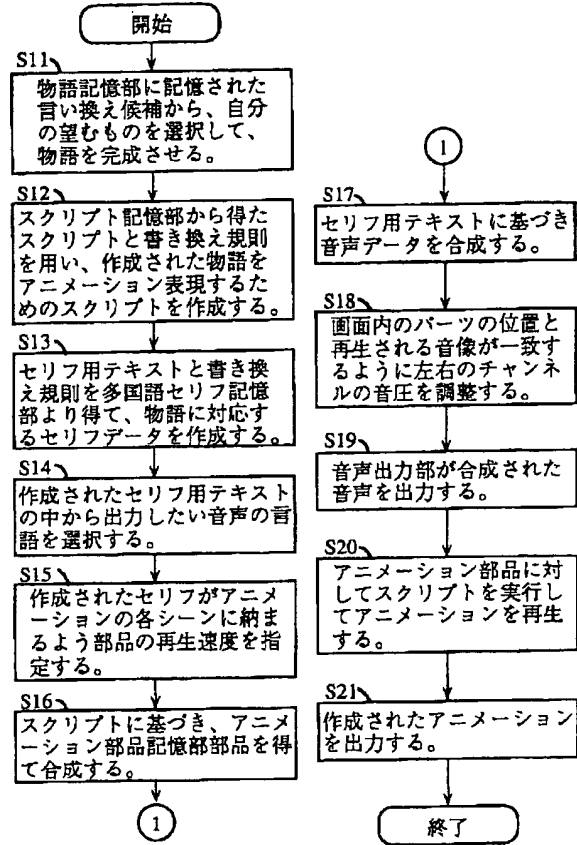 開始
S11
物語記憶部に記憶された
言い換え候補から、自分
の望むものを選択して、
物語を完成させる。
S12
スクリプト記憶部から得た
スクリプトと書き換え規則
を用い、作成された物語を
アニメーション表現するた
めのスクリプトを作成する。
S13
セリフ用テキストと書き換
え規則を多国語セリフ記憶
部より得て、物語に対応す
るセリフデータを作成する。
S14
作成されたセリフ用テキスト
の中から出力したい音声の言
語を選択する。
S15
作成されたセリフがアニメ
ーションの各シーンに納ま
るよう部品の再生速度を指
定する。
S16
スクリプトに基づき、アニメ
ーション部品記憶部部品を得
て合成する。
1
1
S17
セリフ用テキストに基づき
音声データを合成する。
S18
画面内のパーツの位置と
再生される音像が一致す
るように左右のチャンネ
ルの音圧を調整する。
S19
音声出力部が合成された
音声を出力する。
S20
アニメーション部品に対
してスクリプトを実行し
てアニメーションを再生
する。
S21
作成されたアニメーション
を出力する。
終了